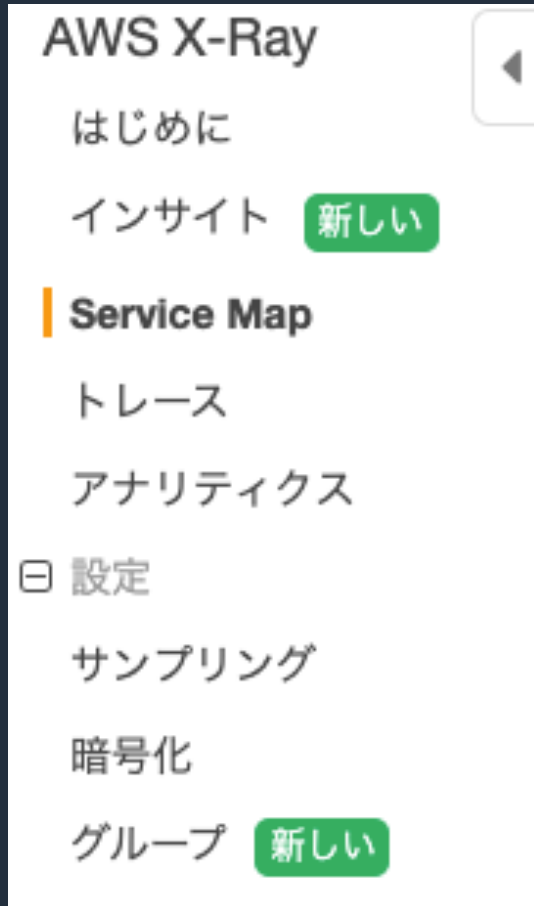 AWS X-Ray
はじめに
インサイト 新しい
Service Map
トレース
アナリティクス
設定
サンプリング
暗号化
グループ 新しい